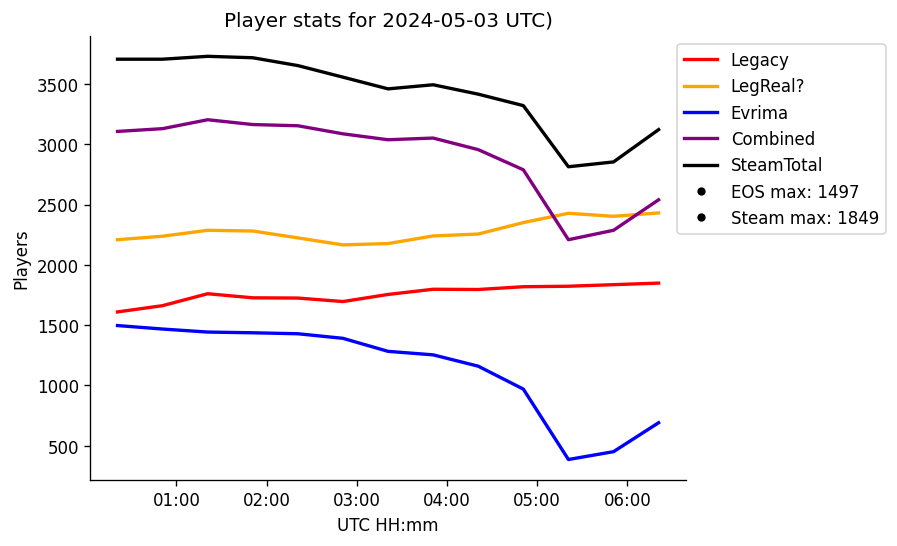 Player stats for 2024-05-03 UTC)
Legacy
LegReal?
Evrima
Combined
SteamTotal
EOS max: 1497
Steam max: 1849
Players
3500
3000
2500
2000
1500
1000
500
01:00 02:00 03:00 04:00 05:00 06:00
UTC HH:mm